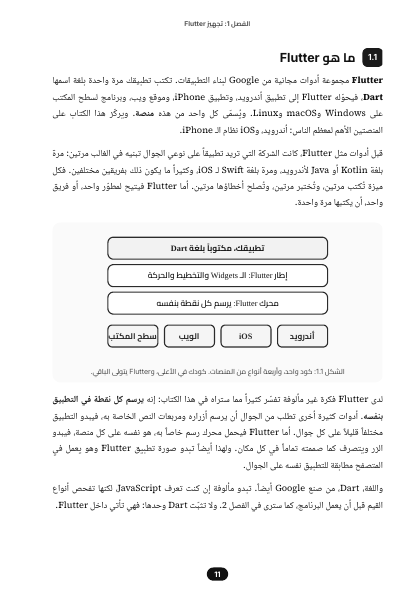 الفصل 1: تجهيز Flutter
1.1 ما هو Flutter
Flutter مجموعة أدوات مجانية من Google لبناء التطبيقات. تكتب تطبيقك مرة واحدة بلغة اسمها
Dart، فيحوّله Flutter إلى تطبيق أندرويد، وتطبيق iPhone، وموقع ويب، وبرنامج لسطح المكتب
على Windows وmacOS وLinux. ويُسمّى كل واحد من هذه منصة. ويركّز هذا الكتاب على
المنصتين الأهم لمعظم الناس: أندرويد، وiOS نظام الـ iPhone.
قبل أدوات مثل Flutter، كانت الشركة التي تريد تطبيقاً على نوعي الجوال تبنيه في الغالب مرتين: مرة
بلغة Kotlin أو Java لأندرويد، ومرة بلغة Swift لـ iOS، وكثيراً ما يكون ذلك بفريقين مختلفين. فكل
ميزة تُكتب مرتين، وتُختبر مرتين، وتُصلح أخطاؤها مرتين. أما Flutter فيتيح لمطوّر واحد، أو فريق
واحد، أن يكتبها مرة واحدة.
تطبيقك، مكتوباً بلغة Dart
إطار Flutter: الـ Widgets والتخطيط والحركة
محرك Flutter: يرسم كل نقطة بنفسه
أندرويد iOS الويب سطح المكتب
الشكل 1.1: كود واحد، وأربعة أنواع من المنصات. كودك في الأعلى، وFlutter يتولى الباقي.
لدى Flutter فكرة غير مألوفة تفسّر كثيراً مما ستراه في هذا الكتاب: إنه يرسم كل نقطة في التطبيق
بنفسه. أدوات كثيرة أخرى تطلب من الجوال أن يرسم أزراره ومربعات النص الخاصة به، فيبدو التطبيق
مختلفاً قليلاً على كل جوال. أما Flutter فيحمل محرك رسم خاصاً به، هو نفسه على كل منصة، فيبدو
الزر ويتصرف كما صممته تماماً في كل مكان. ولهذا أيضاً تبدو صورة تطبيق Flutter وهو يعمل في
المتصفح مطابقة للتطبيق نفسه على الجوال.
واللغة، Dart، من صنع Google أيضاً. تبدو مألوفة إن كنت تعرف JavaScript، لكنها تفحص أنواع
القيم قبل أن يعمل البرنامج، كما سترى في الفصل 2. ولا تثبّت Dart وحدها: فهي تأتي داخل Flutter.
11